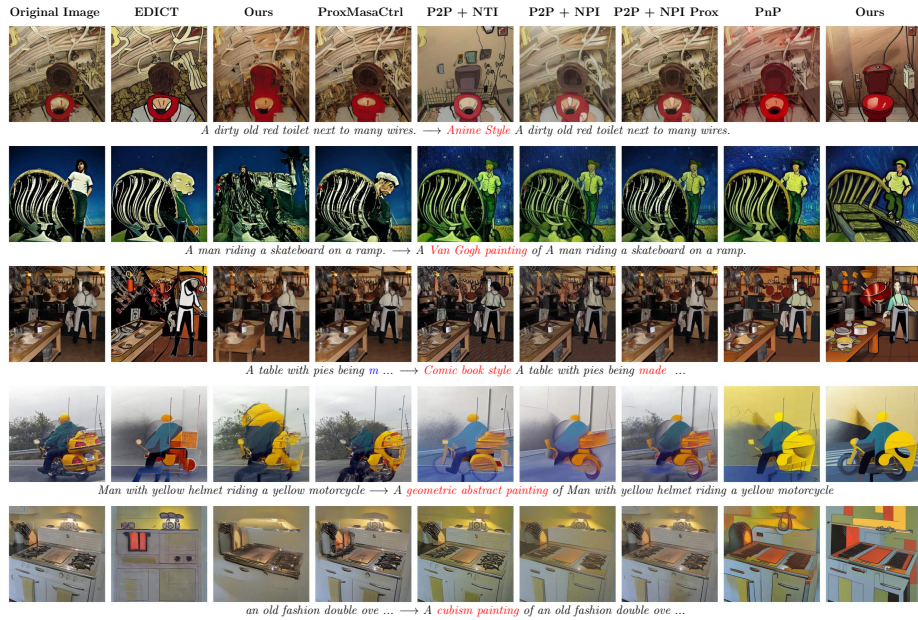 Original Image EDICT Ours ProxMasaCtrl P2P + NTI P2P + NPI P2P + NPI Prox PnP Ours
A dirty old red toilet next to many wires. ⟶ Anime Style A dirty old red toilet next to many wires.
A man riding a skateboard on a ramp. ⟶ A Van Gogh painting of A man riding a skateboard on a ramp.
A table with pies being m ... ⟶ Comic book style A table with pies being made ...
Man with yellow helmet riding a yellow motorcycle ⟶ A geometric abstract painting of Man with yellow helmet riding a yellow motorcycle
an old fashion double ove ... ⟶ A cubism painting of an old fashion double ove ...